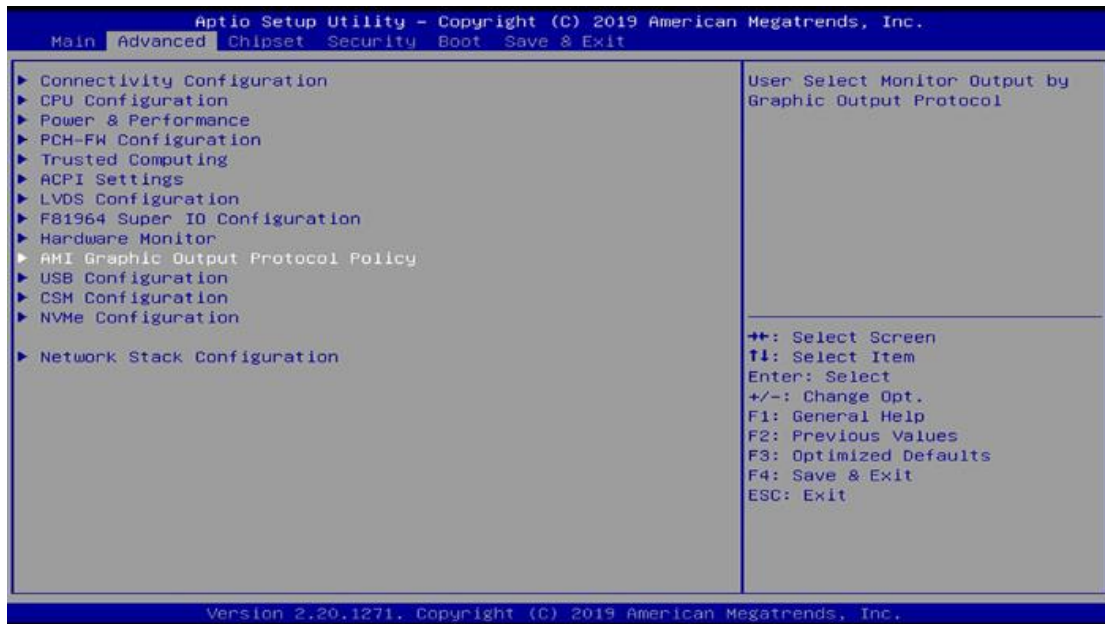 Aptio Setup Utility – Copyright (C) 2019 American Megatrends, Inc.
Main Advanced Chipset Security Boot Save & Exit
► Connectivity Configuration
► CPU Configuration
► Power & Performance
► PCH-FW Configuration
► Trusted Computing
► ACPI Settings
► LVDS Configuration
► F81964 Super IO Configuration
► Hardware Monitor
► AMI Graphic Output Protocol Policy
► USB Configuration
► CSM Configuration
► NVMe Configuration
► Network Stack Configuration
User Select Monitor Output by
Graphic Output Protocol
→←: Select Screen
↑↓: Select Item
Enter: Select
+/-: Change Opt.
F1: General Help
F2: Previous Values
F3: Optimized Defaults
F4: Save & Exit
ESC: Exit
Version 2.20.1271. Copyright (C) 2019 American Megatrends, Inc.